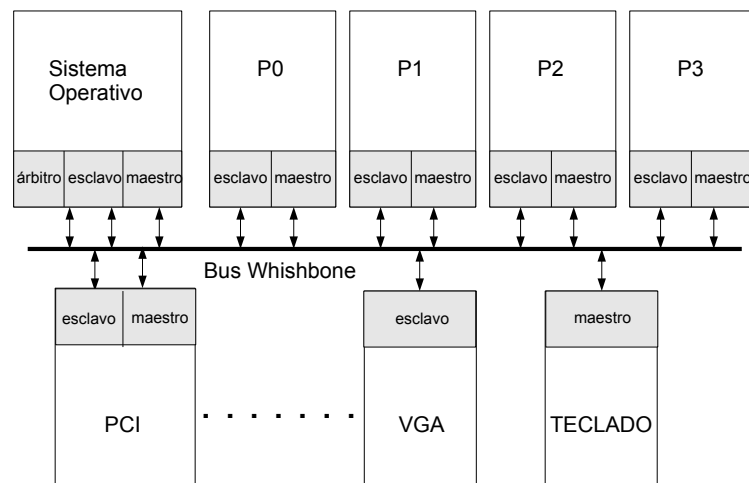 Sistema
Operativo
P0
P1
P2
P3
árbitro
esclavo
maestro
esclavo
maestro
esclavo
maestro
esclavo
maestro
esclavo
maestro
Bus Whishbone
esclavo
maestro
esclavo
maestro
PCI
VGA
TECLADO